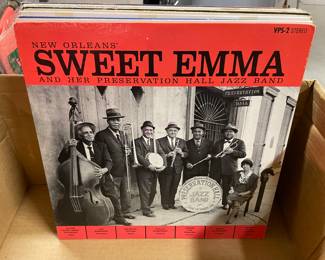 NEW ORLEANS'
VPS-2 STEREO
SWEET EMMA
AND HER PRESERVATION HALL JAZZ BAND
PRESERVATION
HALL
PRESERVATION HALL
JAZZ
BAND